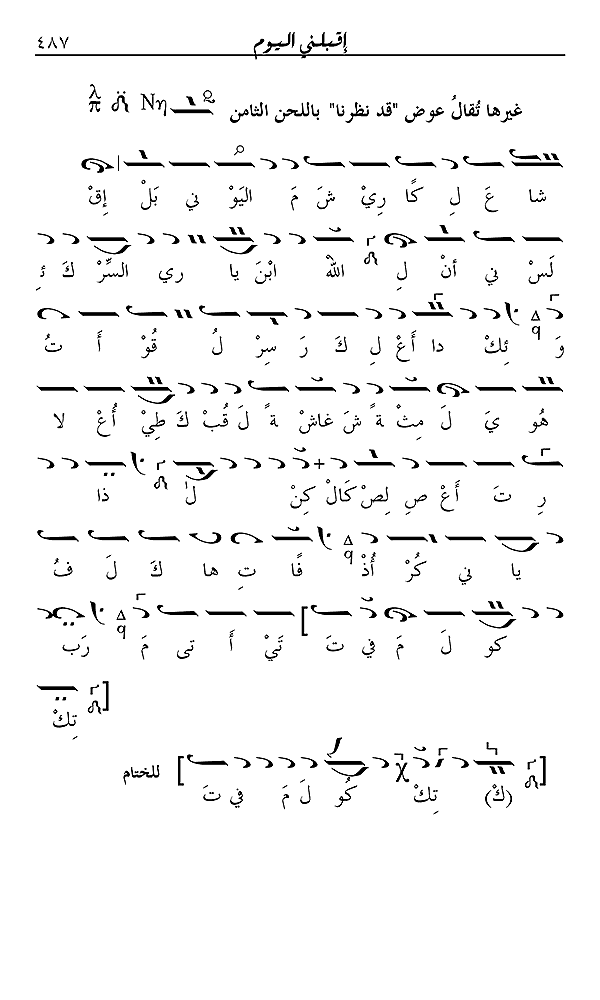 إقبلني اليوم ٤٨٧
غيرها تُقالُ عوض "قد نظرنا" باللحن الثامن Νη
إقْ بَلْ ني اليَوْ مَ شَ رِيْ كًا لِ عَ شا
ئِـ كَ السِّرْ ري يا ابْنَ اللهْ لِ أنْ ني لَسْ
تُ أَ قُوْ لُ سِرْ رَ كَ لِ أَعْ دا ئِكْ وَ
لا أُعْ طِيْ كَ قُبْ لَ ةً غاشْ شَ ةً مِثْ لَ يَ هُو
ذا لٰ كِنْ كَالْ لِصْ صِ أَعْ تَ رِ
فُ لَ كَ ها تِ فًا أُذْ كُرْ ني يا
رَب مَ تى أَ تَيْ تَ في مَ لَ كو
تِكْ
للختام تَ في مَ لَ كُو تِكْ (كْ)